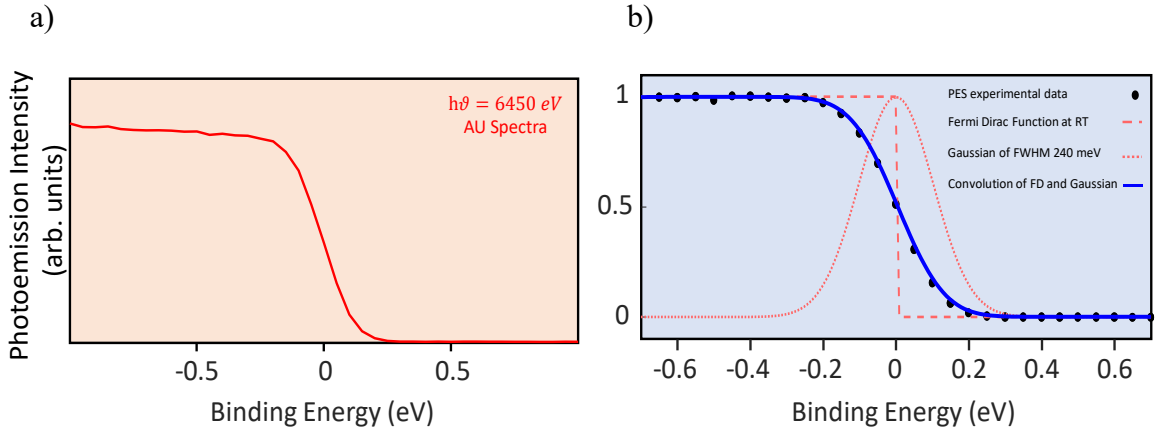 a)
Photoemission Intensity
(arb. units)
hϑ = 6450 eV
AU Spectra
-0.5
0
0.5
Binding Energy (eV)
b)
1
0.5
0
PES experimental data
Fermi Dirac Function at RT
Gaussian of FWHM 240 meV
Convolution of FD and Gaussian
-0.6
-0.4
-0.2
0
0.2
0.4
0.6
Binding Energy (eV)